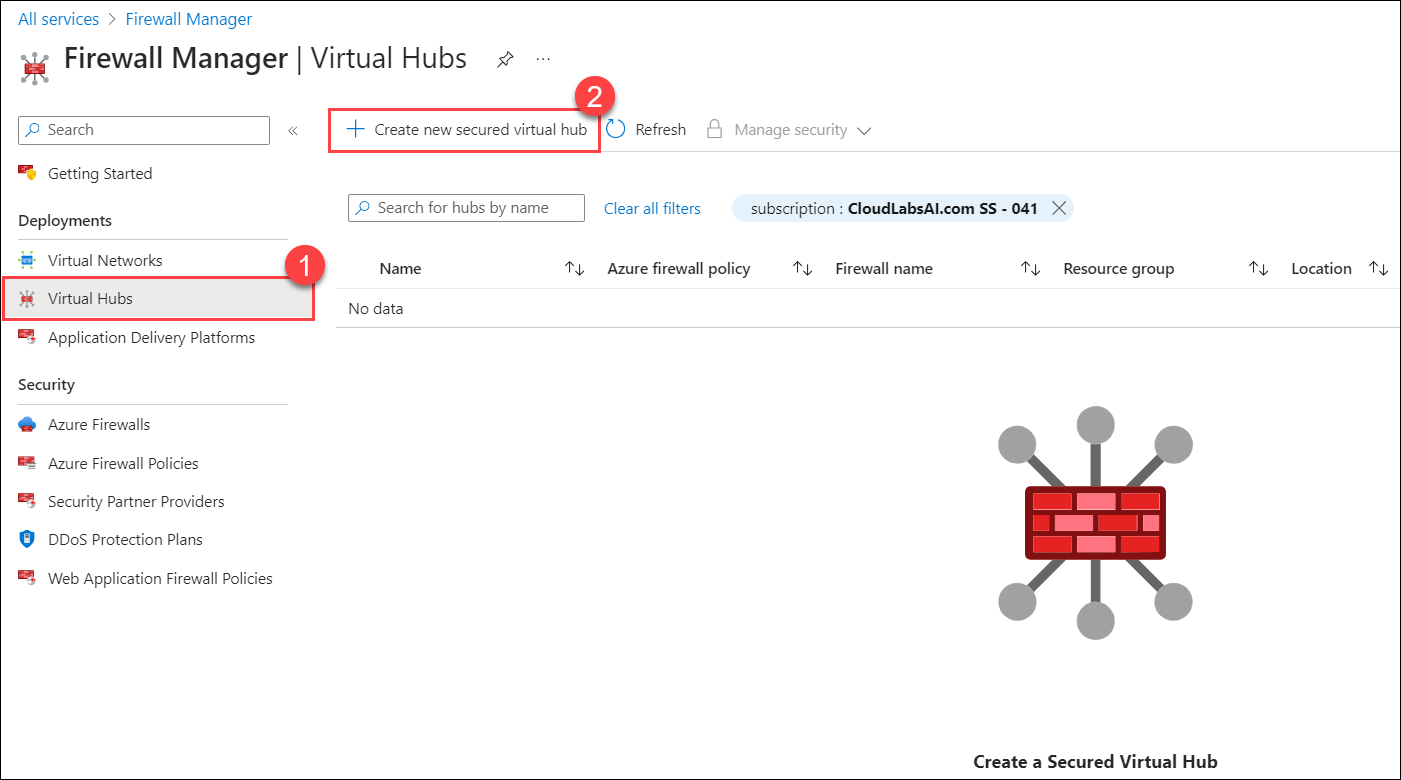 All services > Firewall Manager
Firewall Manager | Virtual Hubs ...
Search «
2
+ Create new secured virtual hub Refresh Manage security
Getting Started
Search for hubs by name Clear all filters subscription : CloudLabsAI.com SS - 041 ×
Deployments
Virtual Networks
1
Virtual Hubs
Application Delivery Platforms
Name ↑↓ Azure firewall policy ↑↓ Firewall name ↑↓ Resource group ↑↓ Location ↑↓
No data
Security
Azure Firewalls
Azure Firewall Policies
Security Partner Providers
DDoS Protection Plans
Web Application Firewall Policies
Create a Secured Virtual Hub